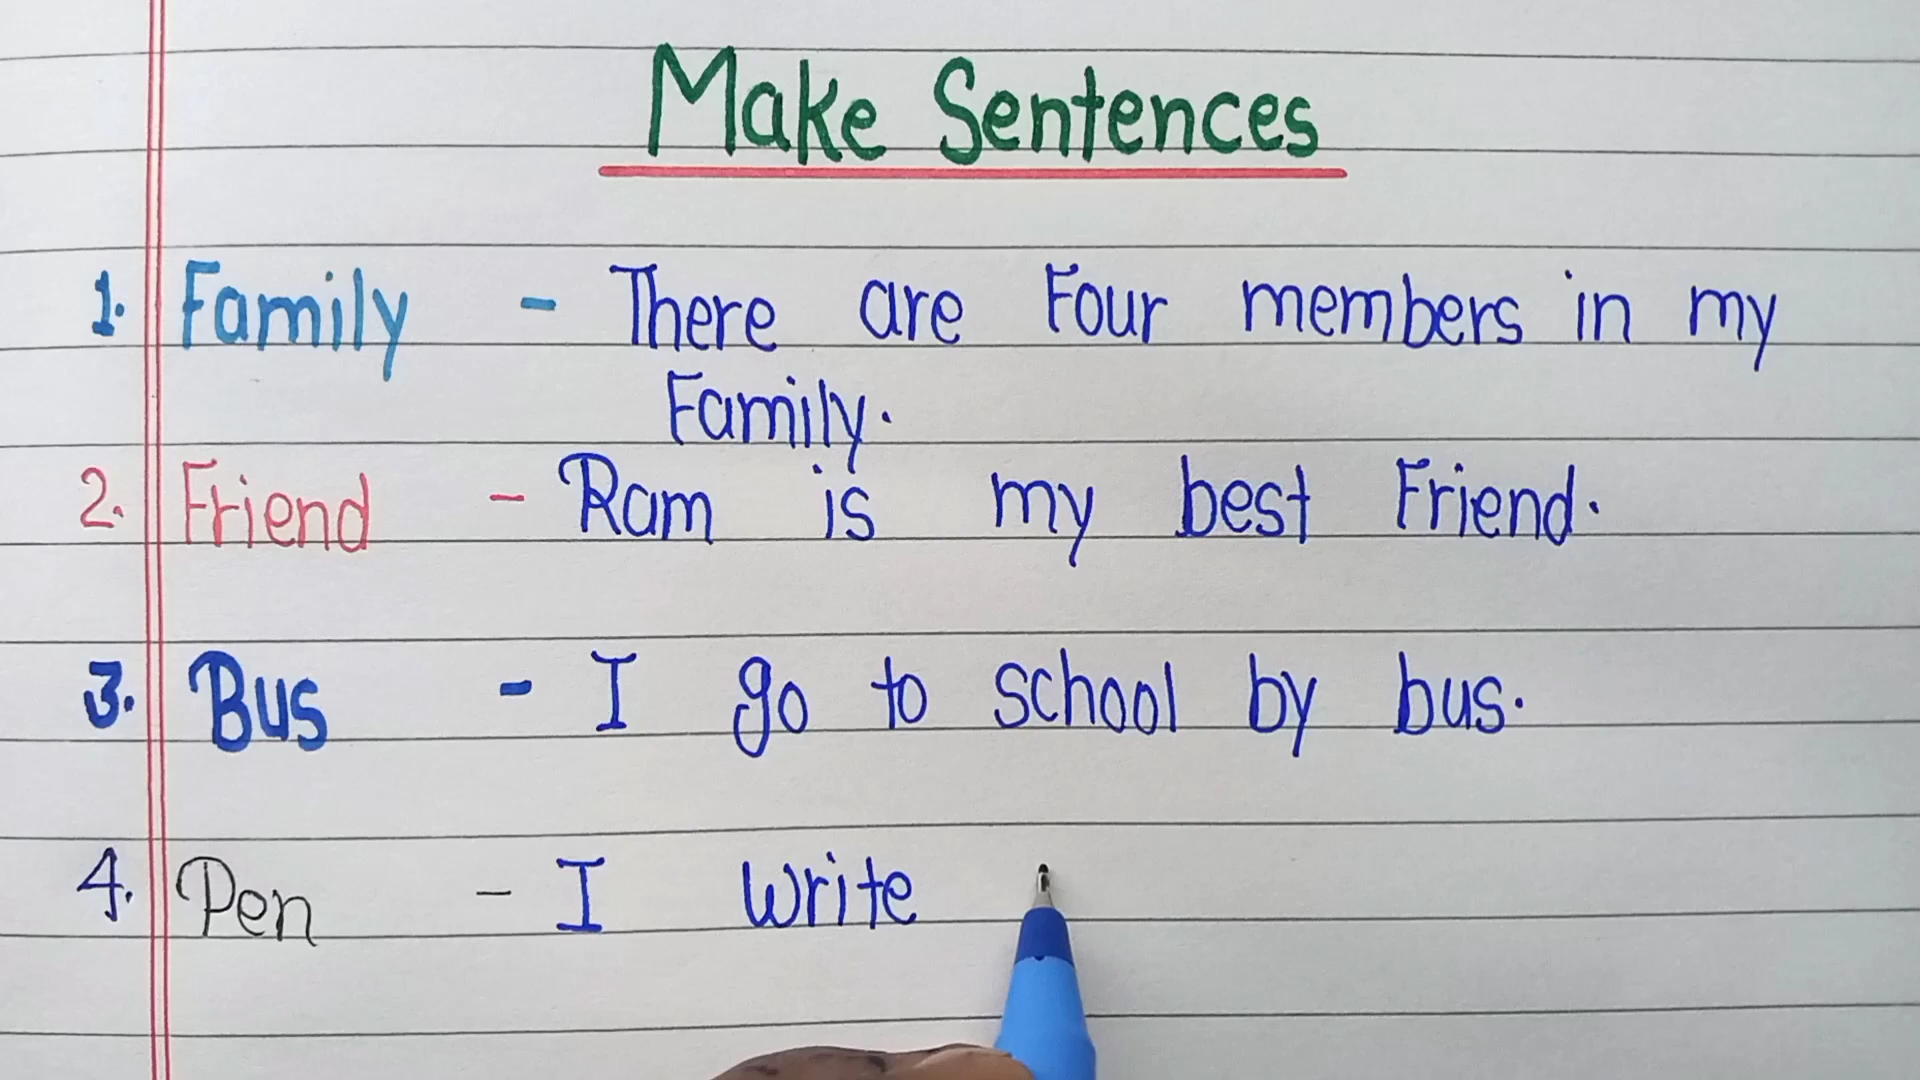 Make Sentences
1. Family - There are Four members in my
Family.
2. Friend - Ram is my best Friend.
3. Bus - I go to school by bus.
4. Pen - I write